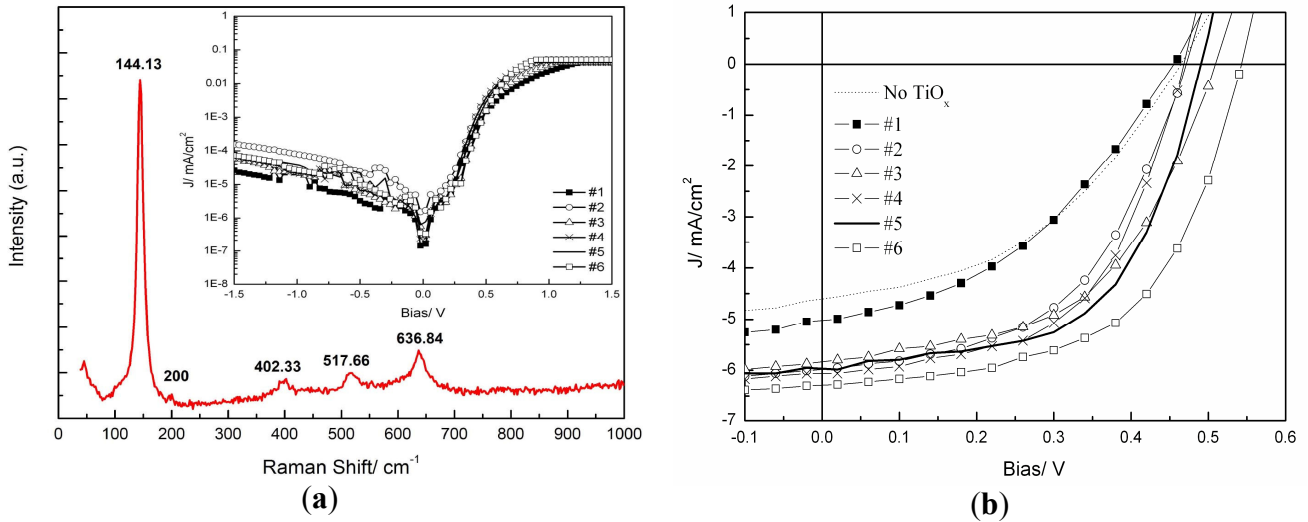 144.13
200
402.33
517.66
636.84
Intensity (a.u.)
0 100 200 300 400 500 600 700 800 900 1000
Raman Shift/ cm⁻¹
1
0.1
0.01
1E-3
1E-4
1E-5
1E-6
1E-7
1E-8
J/ mA/cm²
-1.5 -1.0 -0.5 0.0 0.5 1.0 1.5
Bias/ V
#1
#2
#3
#4
#5
#6
(a)
1
0
-1
-2
-3
-4
-5
-6
-7
J/ mA/cm²
No TiOₓ
#1
#2
#3
#4
#5
#6
-0.1 0.0 0.1 0.2 0.3 0.4 0.5 0.6
Bias/ V
(b)